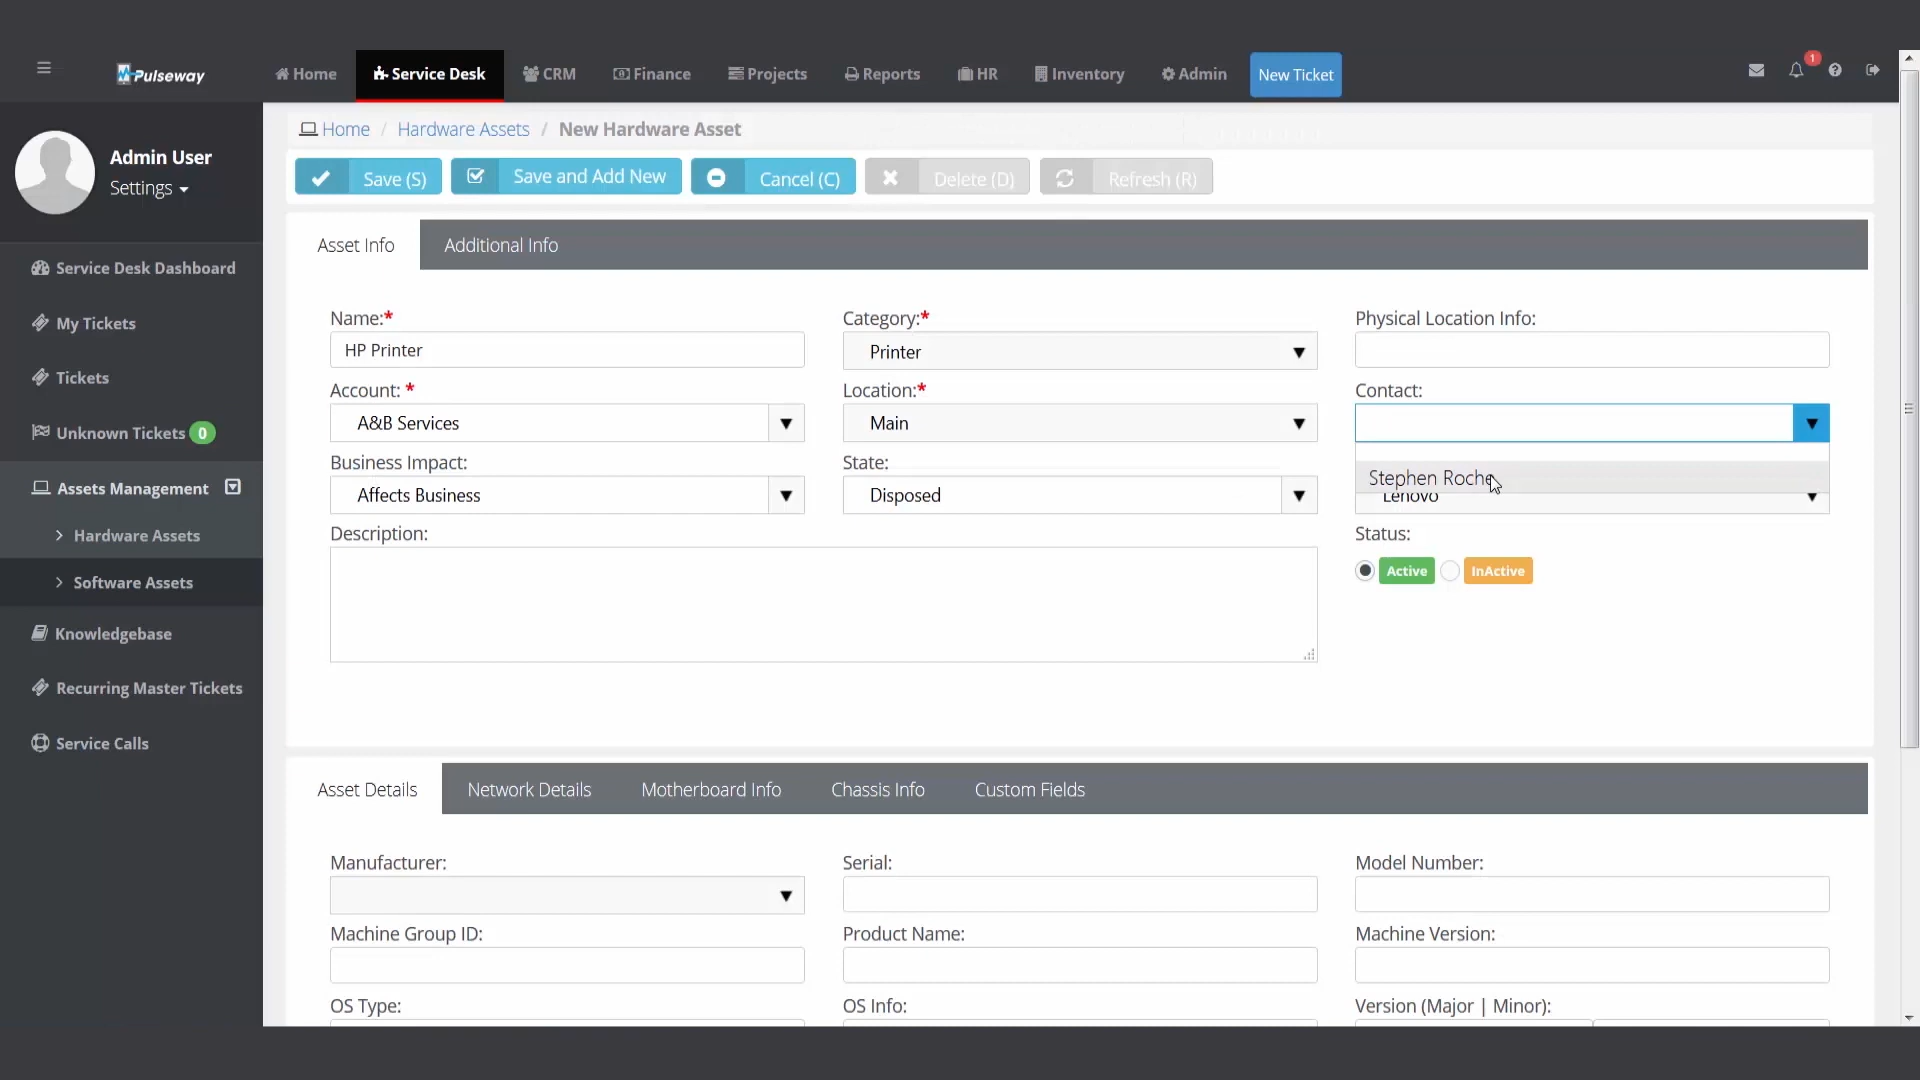 Pulseway
Home
Service Desk
CRM
Finance
Projects
Reports
HR
Inventory
Admin
New Ticket
1
Admin User
Settings
Service Desk Dashboard
My Tickets
Tickets
Unknown Tickets 0
Assets Management
Hardware Assets
Software Assets
Knowledgebase
Recurring Master Tickets
Service Calls
Home / Hardware Assets / New Hardware Asset
Save (S)
Save and Add New
Cancel (C)
Delete (D)
Refresh (R)
Asset Info
Additional Info
Name:*
Category:*
Physical Location Info:
HP Printer
Printer
Account: *
Location:*
Contact:
A&B Services
Main
Business Impact:
State:
Stephen Roche
Affects Business
Disposed
Lenovo
Description:
Status:
Active
InActive
Asset Details
Network Details
Motherboard Info
Chassis Info
Custom Fields
Manufacturer:
Serial:
Model Number:
Machine Group ID:
Product Name:
Machine Version:
OS Type:
OS Info:
Version (Major | Minor):